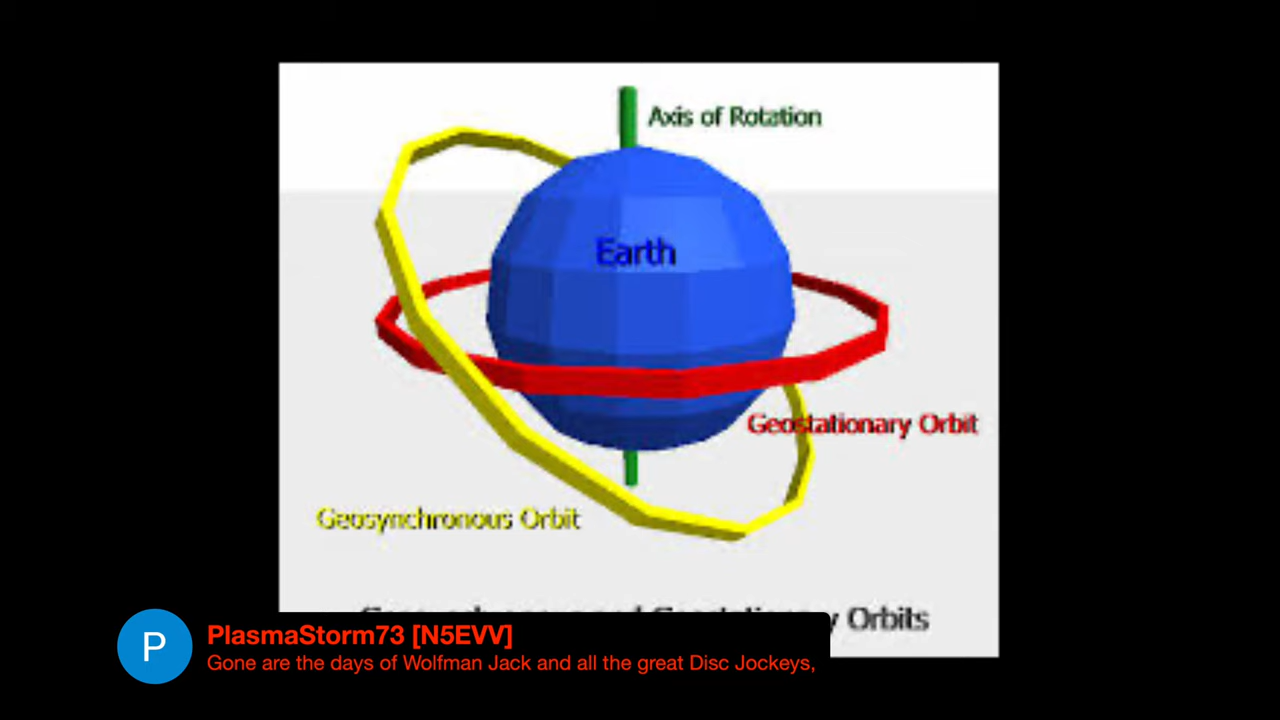 Axis of Rotation
Earth
Geostationary Orbit
Geosynchronous Orbit
Orbits
PlasmaStorm73 [N5EVV]
Gone are the days of Wolfman Jack and all the great Disc Jockeys,
P